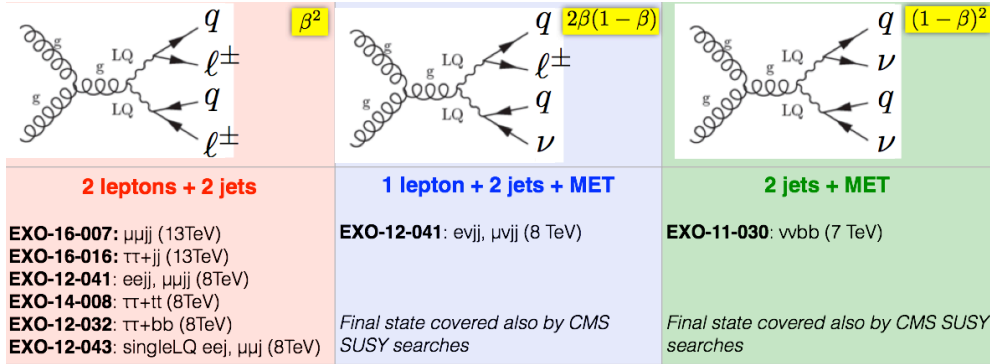 g
g
g
LQ
LQ
q
ℓ±
q
ℓ±
β²
g
g
g
LQ
LQ
q
ℓ±
q
ν
2β(1 − β)
g
g
g
LQ
LQ
q
ν
q
ν
(1 − β)²
2 leptons + 2 jets
EXO-16-007: μμjj (13TeV)
EXO-16-016: ττ+jj (13TeV)
EXO-12-041: eejj, μμjj (8TeV)
EXO-14-008: ττ+tt (8TeV)
EXO-12-032: ττ+bb (8TeV)
EXO-12-043: singleLQ eej, μμj (8TeV)
1 lepton + 2 jets + MET
EXO-12-041: eνjj, μνjj (8 TeV)
Final state covered also by CMS
SUSY searches
2 jets + MET
EXO-11-030: ννbb (7 TeV)
Final state covered also by CMS SUSY
searches